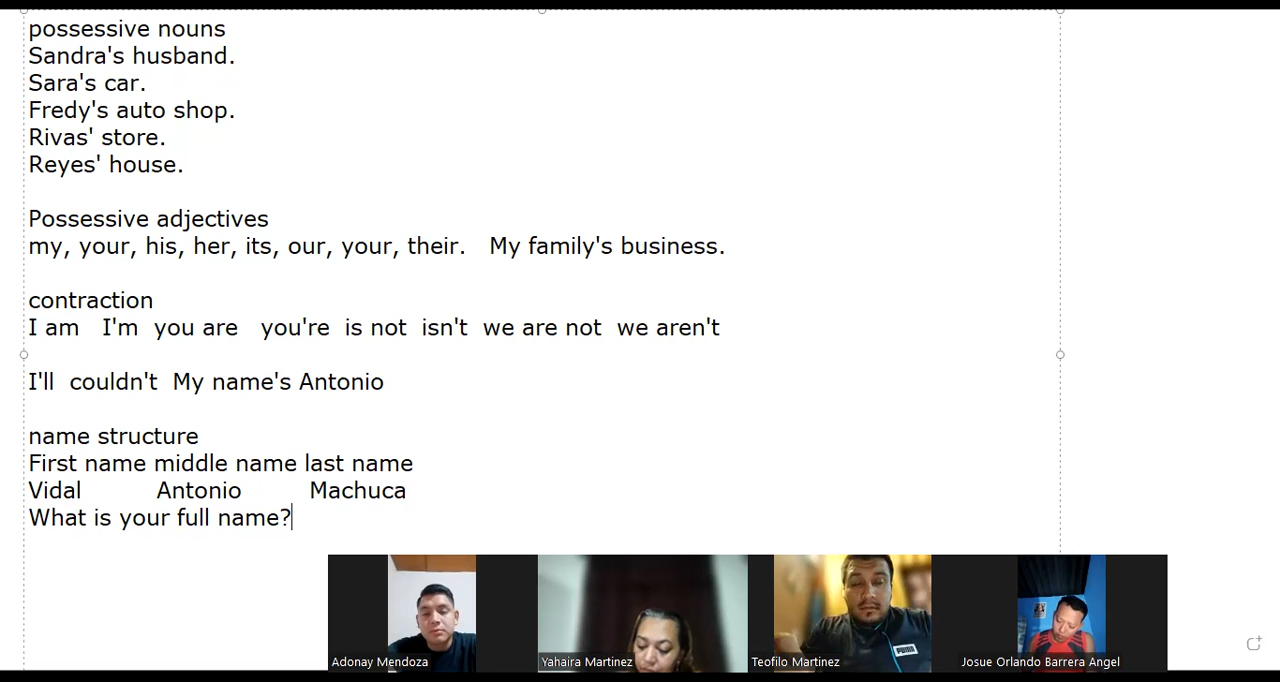 possessive nouns
Sandra's husband.
Sara's car.
Fredy's auto shop.
Rivas' store.
Reyes' house.
Possessive adjectives
my, your, his, her, its, our, your, their.   My family's business.
contraction
I am   I'm  you are   you're  is not  isn't  we are not  we aren't
I'll  couldn't  My name's Antonio
name structure
First name middle name last name
Vidal   Antonio   Machuca
What is your full name?
PUMA
Adonay Mendoza
Yahaira Martinez
Teofilo Martinez
Josue Orlando Barrera Angel